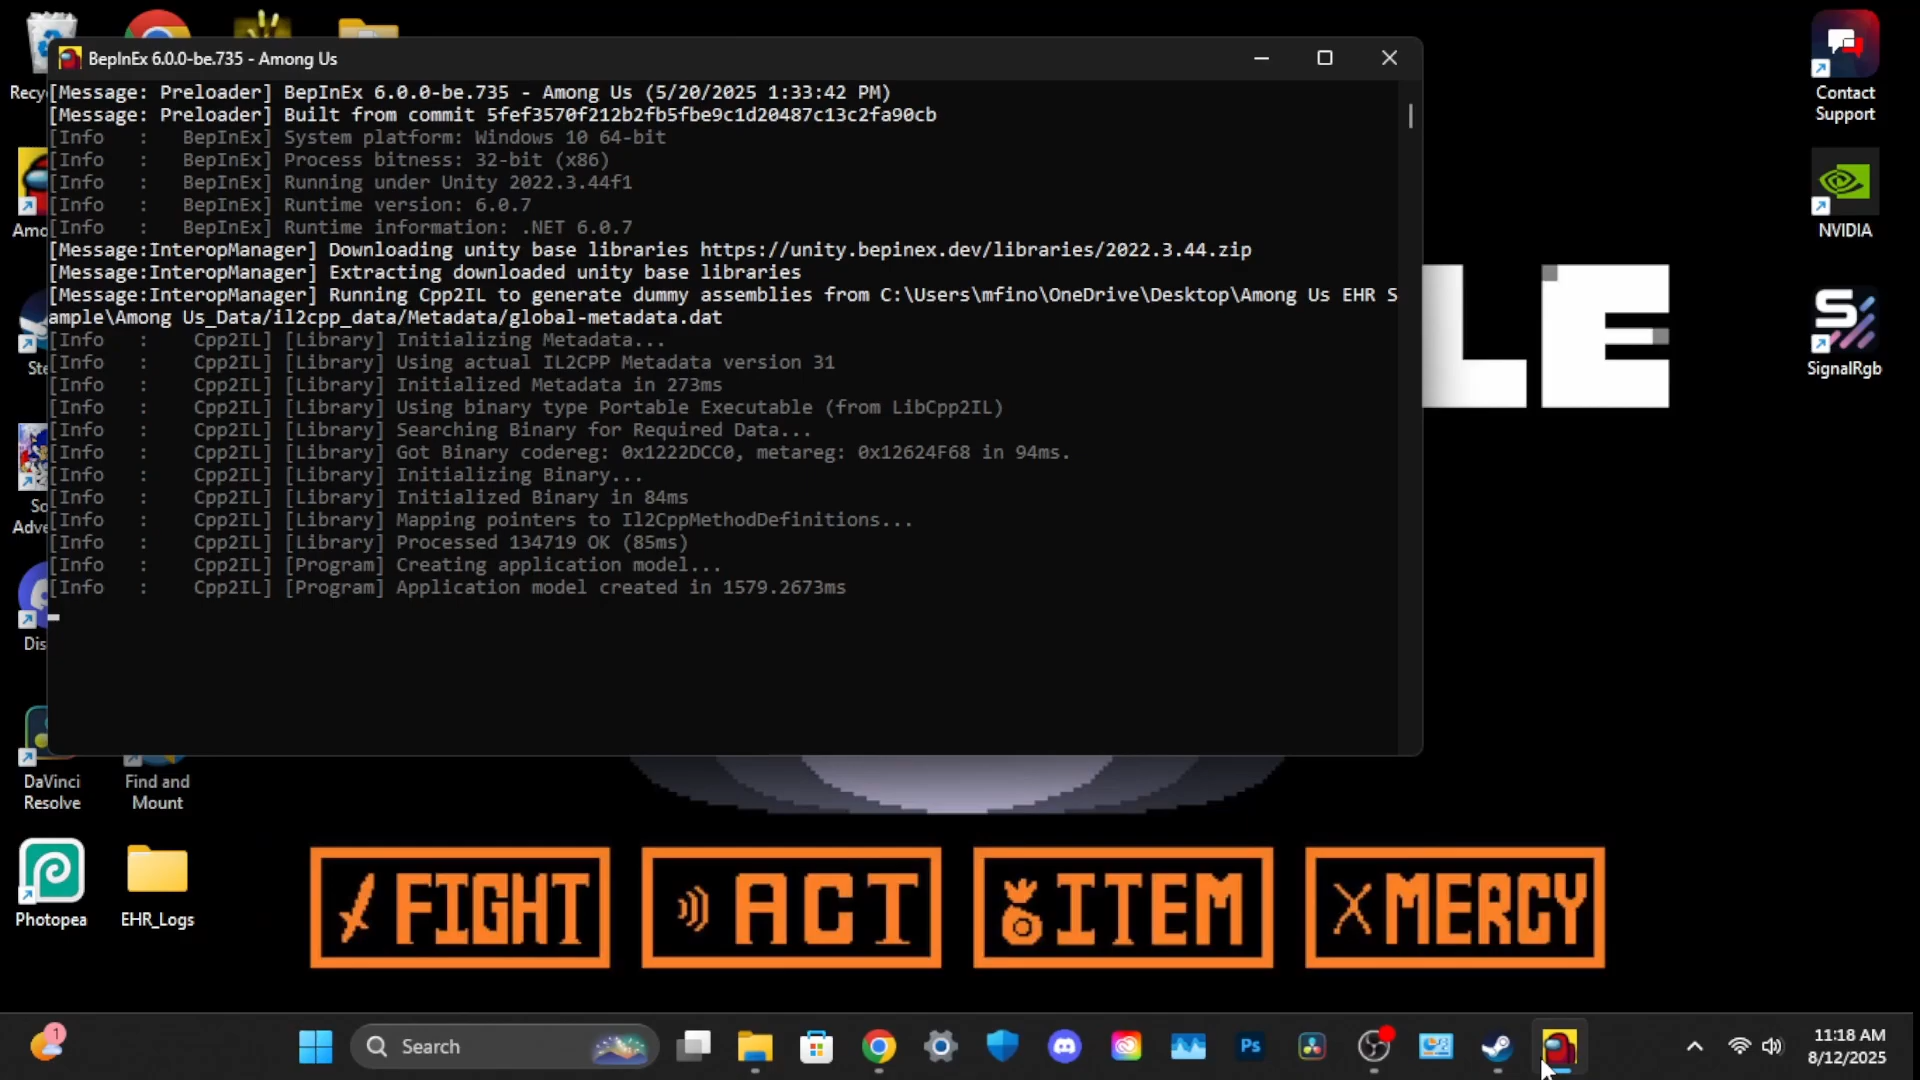 BepInEx 6.0.0-be.735 - Among Us
[Message: Preloader] BepInEx 6.0.0-be.735 - Among Us (5/20/2025 1:33:42 PM)
[Message: Preloader] Built from commit 5fef3570f212b2fb5fbe9c1d20487c13c2fa90cb
[Info   :   BepInEx] System platform: Windows 10 64-bit
[Info   :   BepInEx] Process bitness: 32-bit (x86)
[Info   :   BepInEx] Running under Unity 2022.3.44f1
[Info   :   BepInEx] Runtime version: 6.0.7
[Info   :   BepInEx] Runtime information: .NET 6.0.7
[Message:InteropManager] Downloading unity base libraries https://unity.bepinex.dev/libraries/2022.3.44.zip
[Message:InteropManager] Extracting downloaded unity base libraries
[Message:InteropManager] Running Cpp2IL to generate dummy assemblies from C:\Users\mfino\OneDrive\Desktop\Among Us EHR S
ample\Among Us_Data/il2cpp_data/Metadata/global-metadata.dat
[Info   :    Cpp2IL] [Library] Initializing Metadata...
[Info   :    Cpp2IL] [Library] Using actual IL2CPP Metadata version 31
[Info   :    Cpp2IL] [Library] Initialized Metadata in 273ms
[Info   :    Cpp2IL] [Library] Using binary type Portable Executable (from LibCpp2IL)
[Info   :    Cpp2IL] [Library] Searching Binary for Required Data...
[Info   :    Cpp2IL] [Library] Got Binary codereg: 0x1222DCC0, metareg: 0x12624F68 in 94ms.
[Info   :    Cpp2IL] [Library] Initializing Binary...
[Info   :    Cpp2IL] [Library] Initialized Binary in 84ms
[Info   :    Cpp2IL] [Library] Mapping pointers to Il2CppMethodDefinitions...
[Info   :    Cpp2IL] [Library] Processed 134719 OK (85ms)
[Info   :    Cpp2IL] [Program] Creating application model...
[Info   :    Cpp2IL] [Program] Application model created in 1579.2673ms
Recy
Amo
Ste
So
Adve
Dis
DaVinci
Resolve
Find and
Mount
Photopea
EHR_Logs
Contact
Support
NVIDIA
SignalRgb
LE
FIGHT
ACT
ITEM
MERCY
1
Search
Ps
11:18 AM
8/12/2025